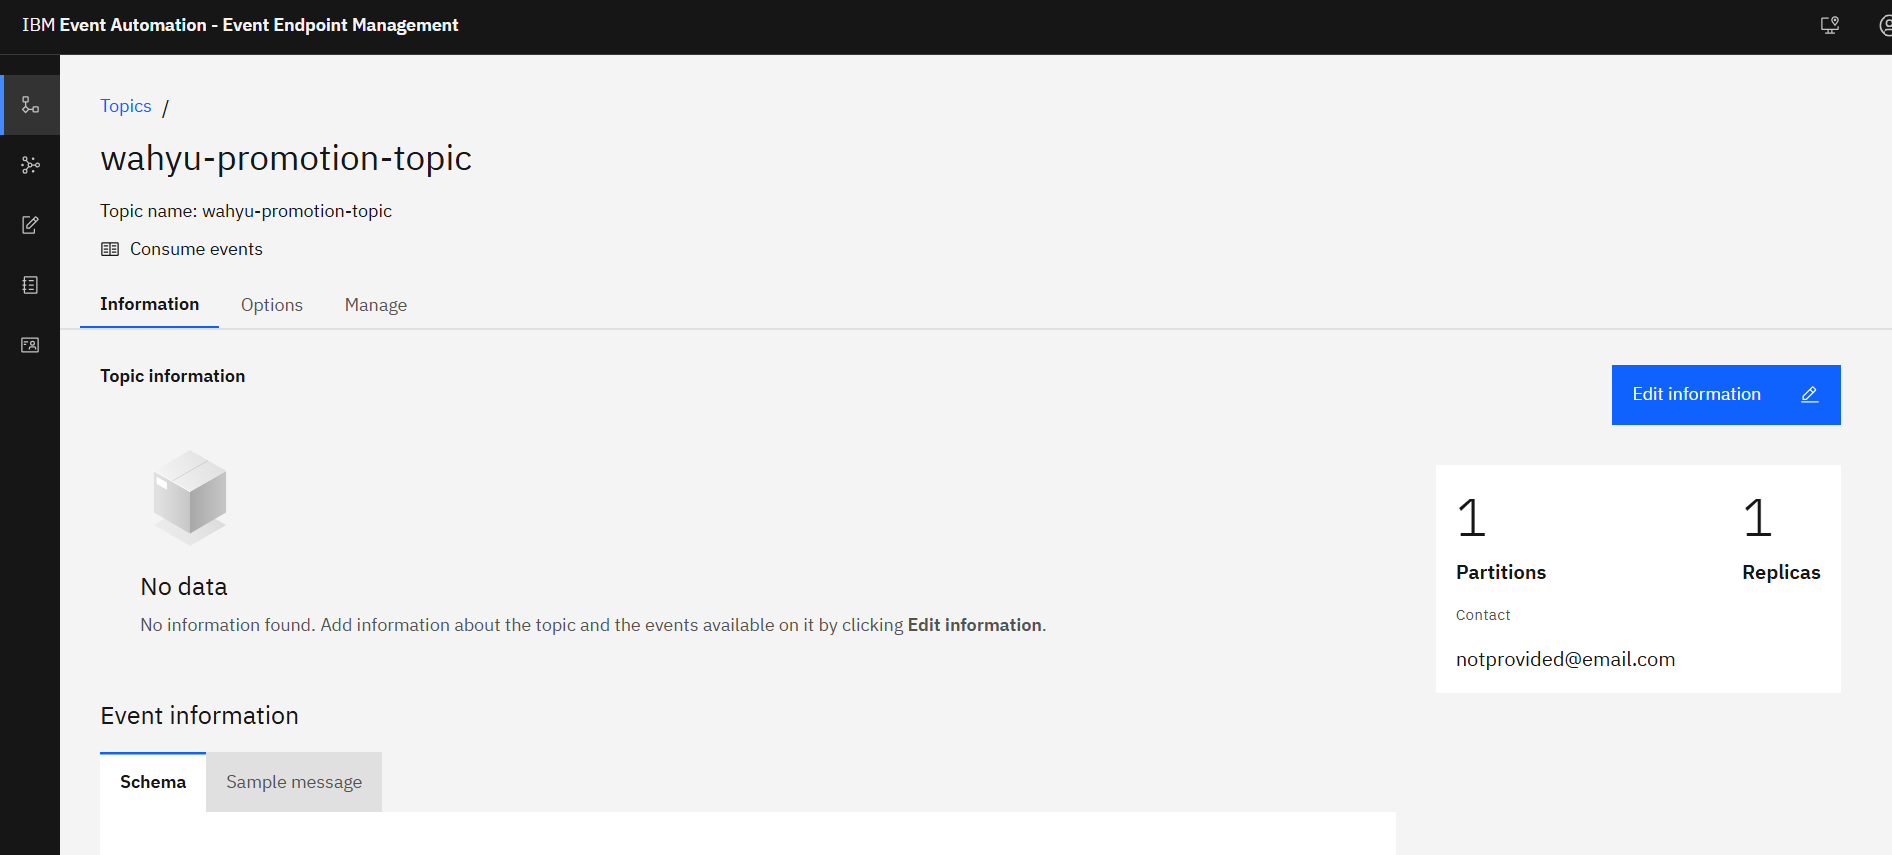 IBM Event Automation - Event Endpoint Management
Topics /
wahyu-promotion-topic
Topic name: wahyu-promotion-topic
Consume events
Information Options Manage
Topic information
Edit information
1 1
Partitions Replicas
Contact
notprovided@email.com
No data
No information found. Add information about the topic and the events available on it by clicking Edit information.
Event information
Schema Sample message